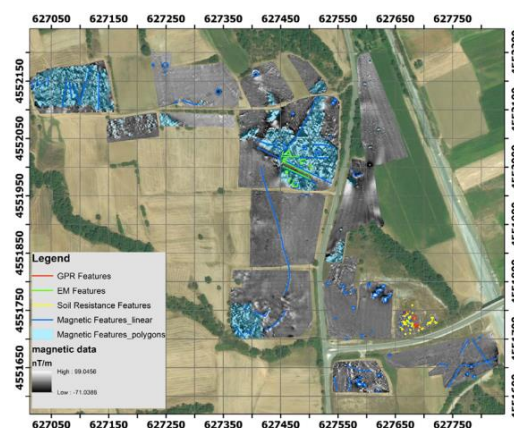 627050 627150 627250 627350 627450 627550 627650 627750
4552150
4552050
4551950
4551850
4551750
4551650
Legend
GPR Features
EM Features
Soil Resistance Features
Magnetic Features_linear
Magnetic Features_polygons
magnetic data
nT/m
High : 99.0456
Low : -71.0386
627050 627150 627250 627350 627450 627550 627650 627750